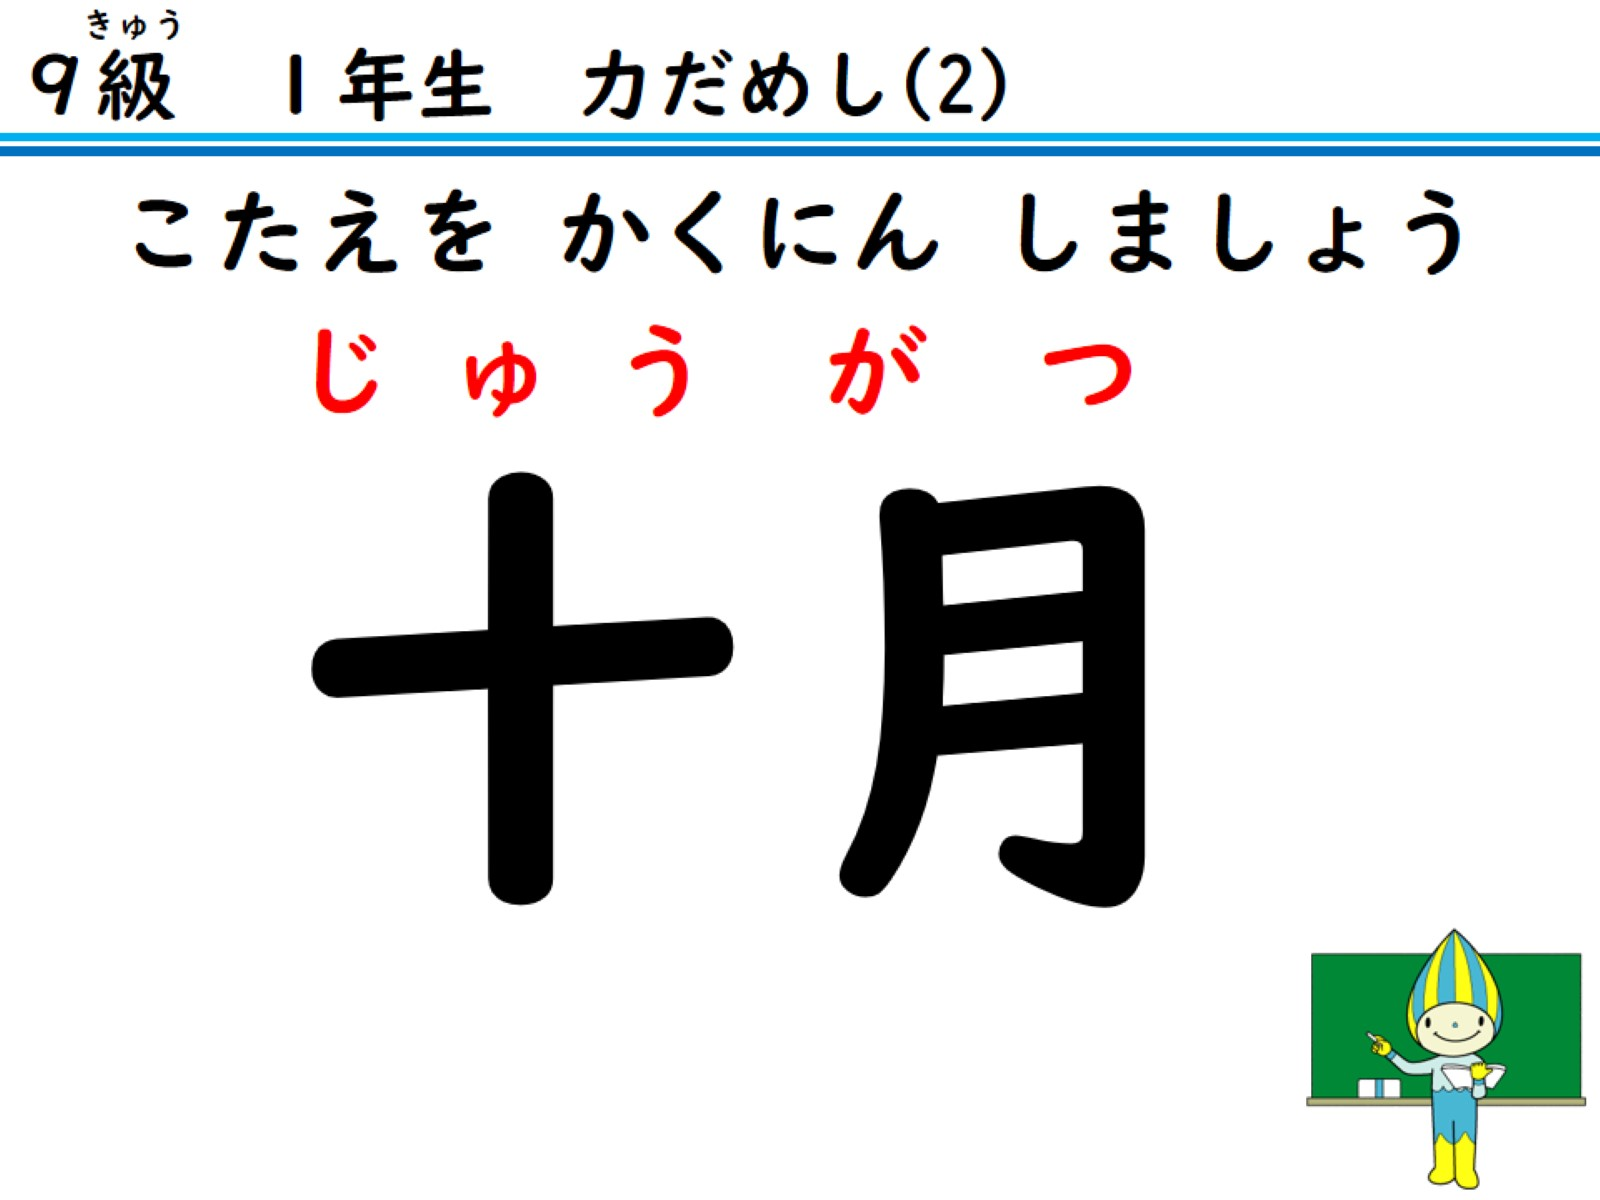 きゅう
9級　1年生　力だめし(2)
こたえを かくにん しましょう
じゅうがつ
十月